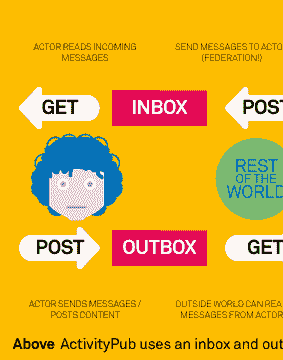 ACTOR READS INCOMING
MESSAGES
SEND MESSAGES TO ACTO
(FEDERATION!)
GET
INBOX
POST
REST
OF THE
WORLD
POST
OUTBOX
GET
ACTOR SENDS MESSAGES /
POSTS CONTENT
OUTSIDE WORLD CAN REA
MESSAGES FROM ACTOR
Above ActivityPub uses an inbox and out